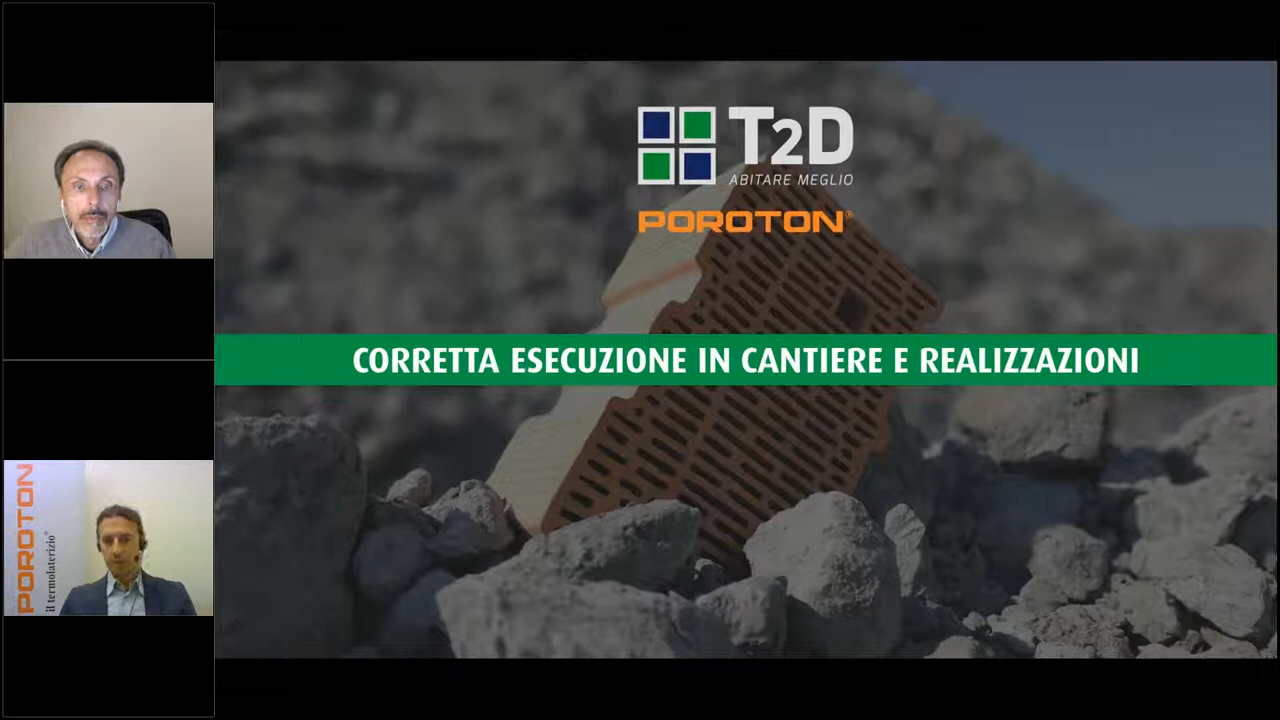 T2D
ABITARE MEGLIO
POROTON®
CORRETTA ESECUZIONE IN CANTIERE E REALIZZAZIONI
POROTON
il termolaterizio®